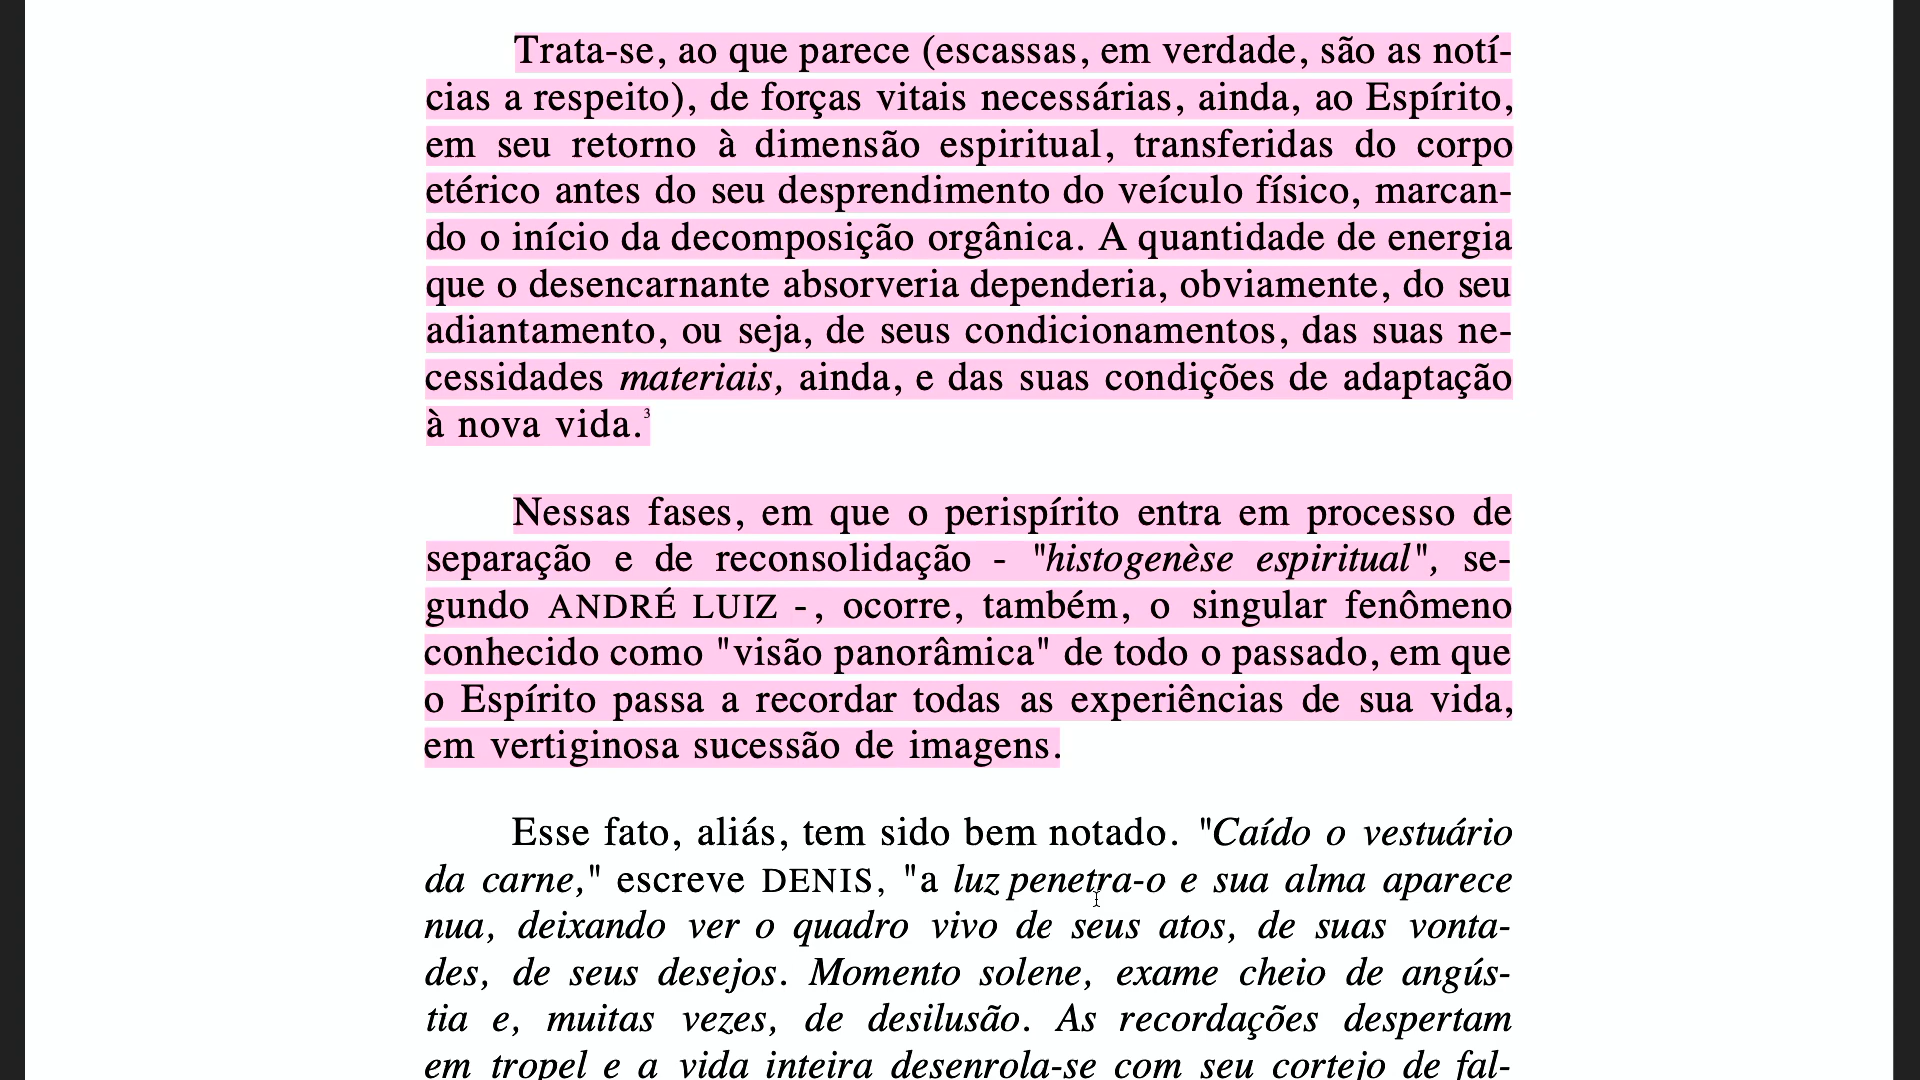 Trata-se, ao que parece (escassas, em verdade, são as notí-
cias a respeito), de forças vitais necessárias, ainda, ao Espírito,
em seu retorno à dimensão espiritual, transferidas do corpo
etérico antes do seu desprendimento do veículo físico, marcan-
do o início da decomposição orgânica. A quantidade de energia
que o desencarnante absorveria dependeria, obviamente, do seu
adiantamento, ou seja, de seus condicionamentos, das suas ne-
cessidades materiais, ainda, e das suas condições de adaptação
à nova vida.³
Nessas fases, em que o perispírito entra em processo de
separação e de reconsolidação - "histogenèse espiritual", se-
gundo ANDRÉ LUIZ -, ocorre, também, o singular fenômeno
conhecido como "visão panorâmica" de todo o passado, em que
o Espírito passa a recordar todas as experiências de sua vida,
em vertiginosa sucessão de imagens.
Esse fato, aliás, tem sido bem notado. "Caído o vestuário
da carne," escreve DENIS, "a luz penetra-o e sua alma aparece
nua, deixando ver o quadro vivo de seus atos, de suas vonta-
des, de seus desejos. Momento solene, exame cheio de angús-
tia e, muitas vezes, de desilusão. As recordações despertam
em tropel e a vida inteira desenrola-se com seu cortejo de fal-